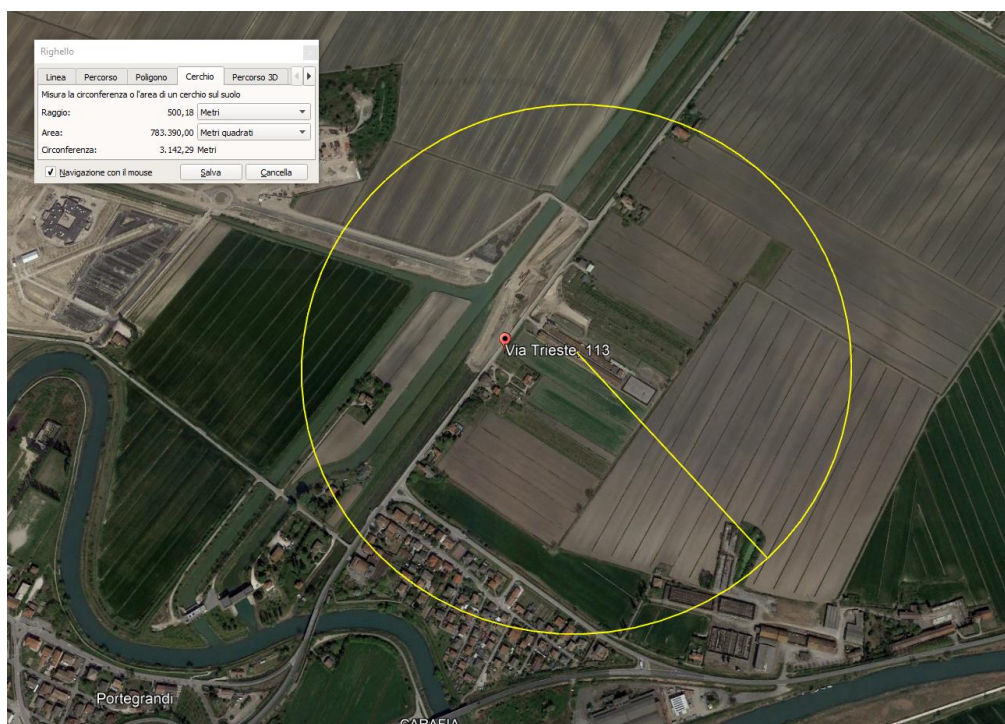 Righello
Linea Percorso Poligono Cerchio Percorso 3D
Misura la circonferenza o l'area di un cerchio sul suolo
Raggio: 500,18 Metri
Area: 783.390,00 Metri quadrati
Circonferenza: 3.142,29 Metri
Navigazione con il mouse Salva Cancella
Via Trieste, 113
Portegrandi